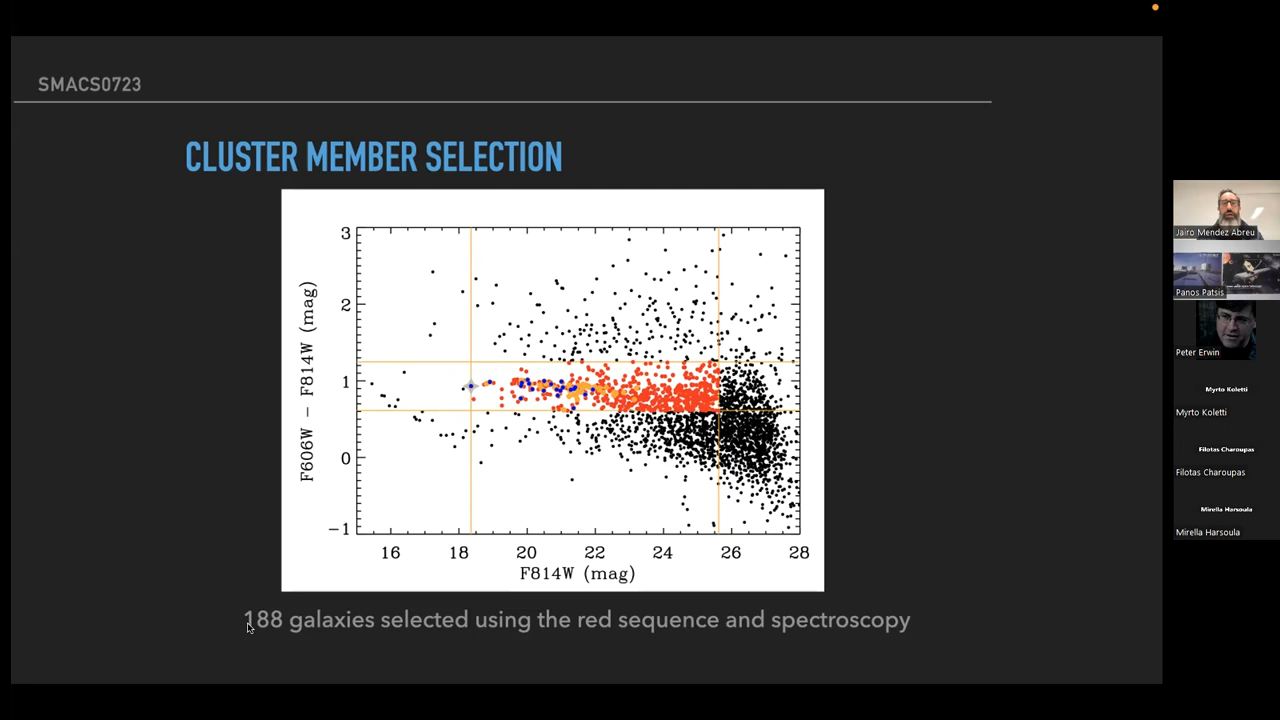 SMACS0723
CLUSTER MEMBER SELECTION
3
2
1
0
−1
F606W − F814W (mag)
16 18 20 22 24 26 28
F814W (mag)
188 galaxies selected using the red sequence and spectroscopy
Jairo Mendez Abreu
Panos Patsis
Peter Erwin
Myrto Koletti
Myrto Koletti
Filotas Charoupas
Filotas Charoupas
Mirella Harsoula
Mirella Harsoula